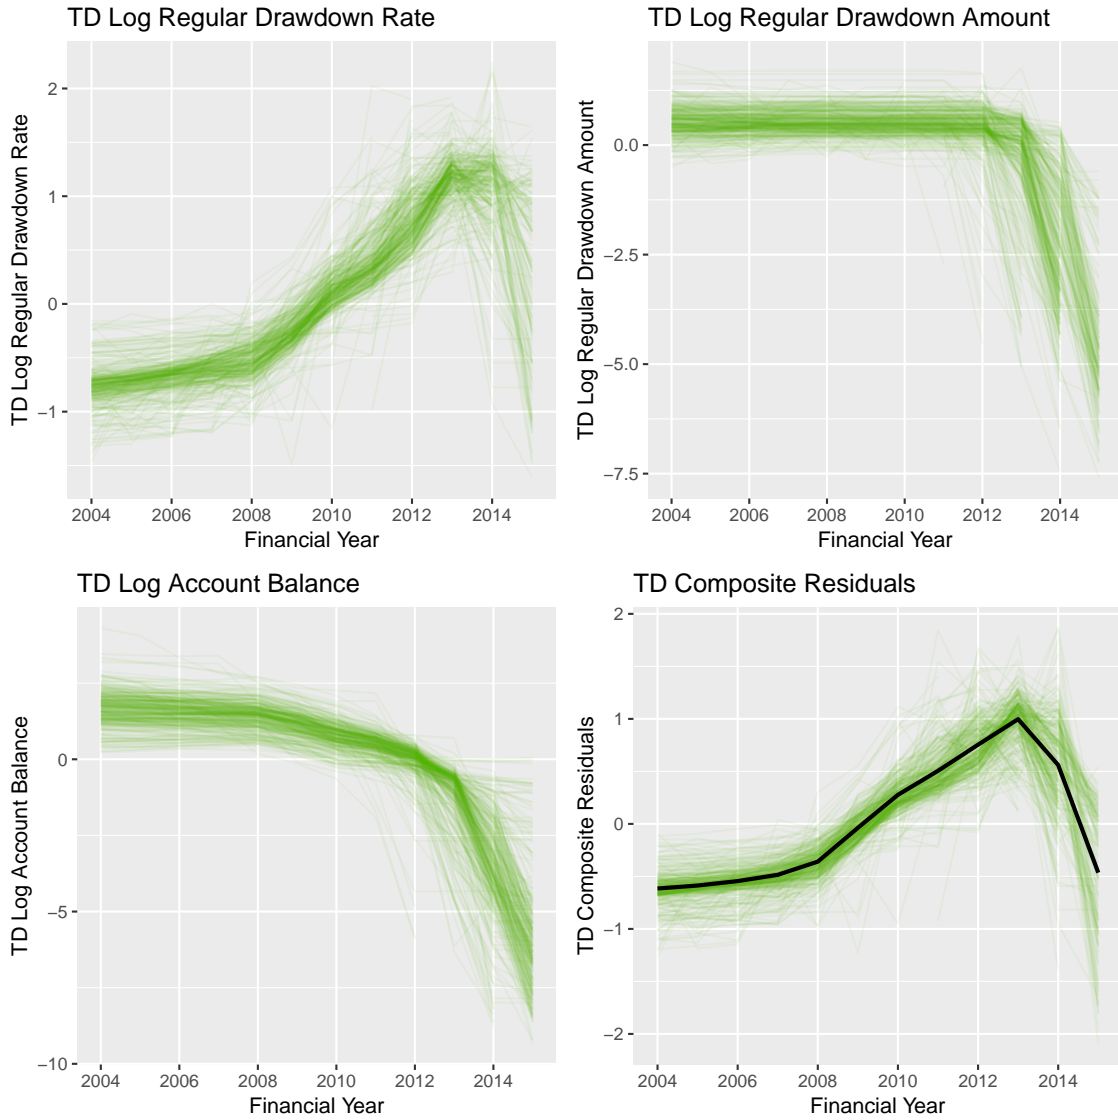 TD Log Regular Drawdown Rate
TD Log Regular Drawdown Rate
2
1
0
−1
2004 2006 2008 2010 2012 2014
Financial Year
TD Log Regular Drawdown Amount
TD Log Regular Drawdown Amount
0.0
−2.5
−5.0
−7.5
2004 2006 2008 2010 2012 2014
Financial Year
TD Log Account Balance
TD Log Account Balance
0
−5
−10
2004 2006 2008 2010 2012 2014
Financial Year
TD Composite Residuals
TD Composite Residuals
2
1
0
−1
−2
2004 2006 2008 2010 2012 2014
Financial Year